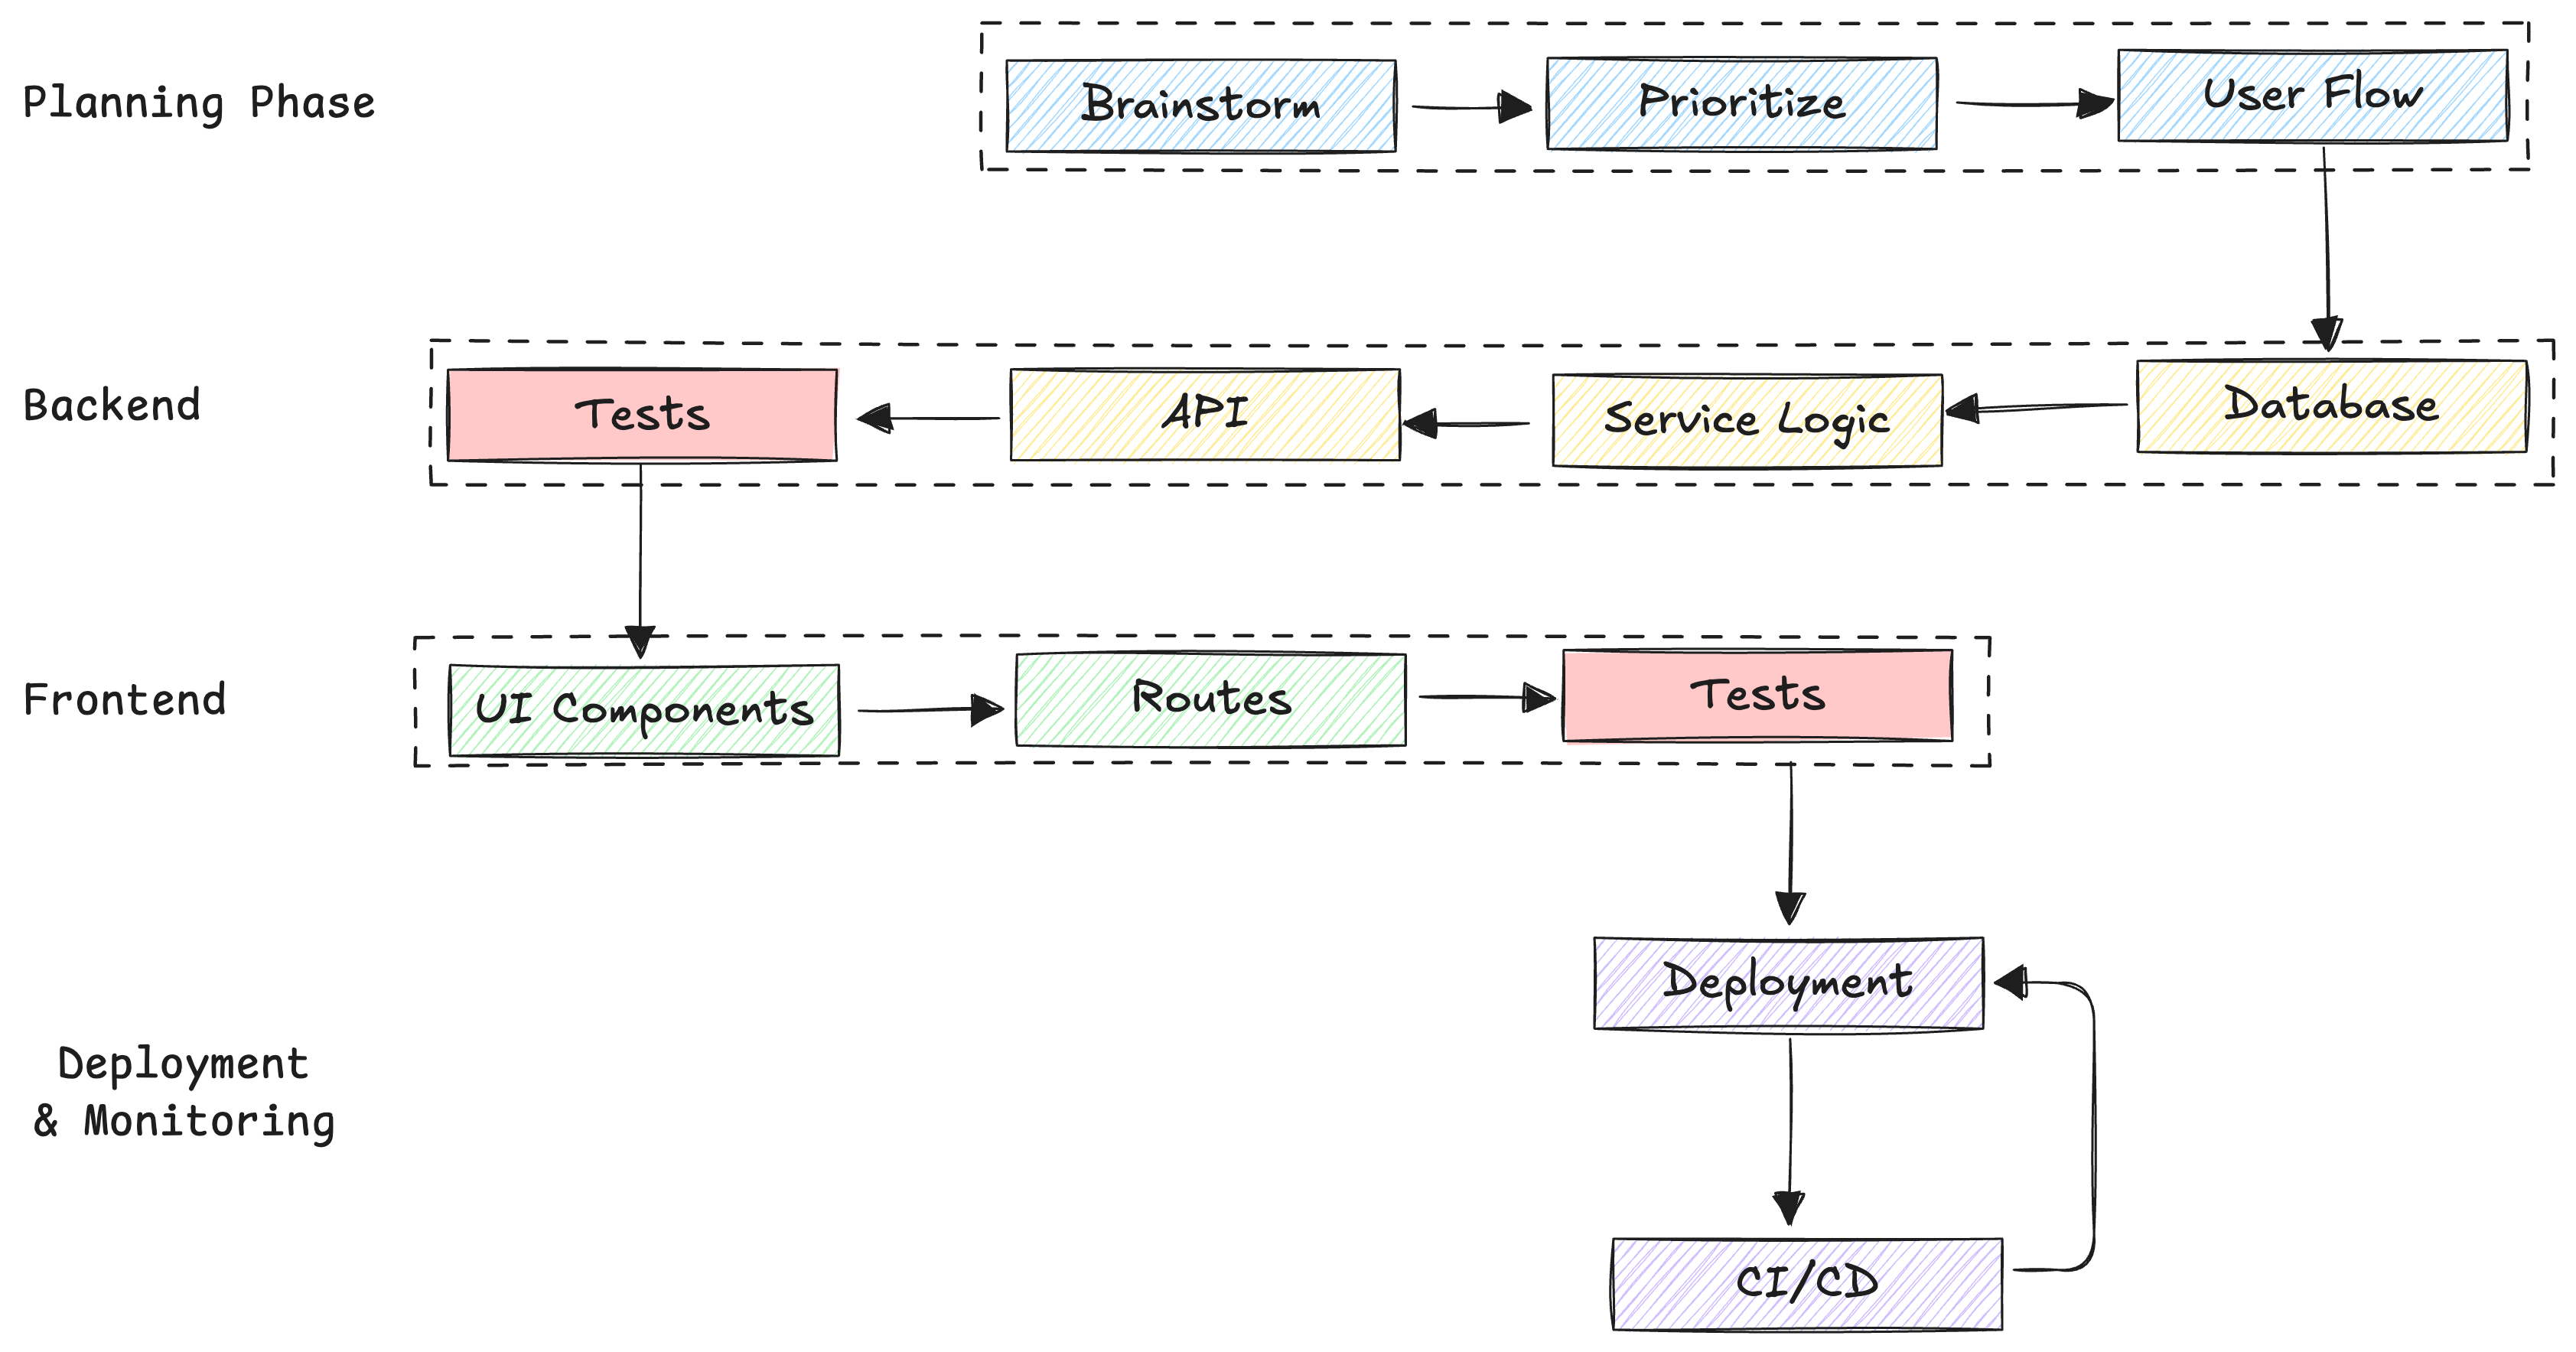 Planning Phase
Brainstorm
Prioritize
User Flow
Backend
Tests
API
Service Logic
Database
Frontend
UI Components
Routes
Tests
Deployment
Deployment
& Monitoring
CI/CD